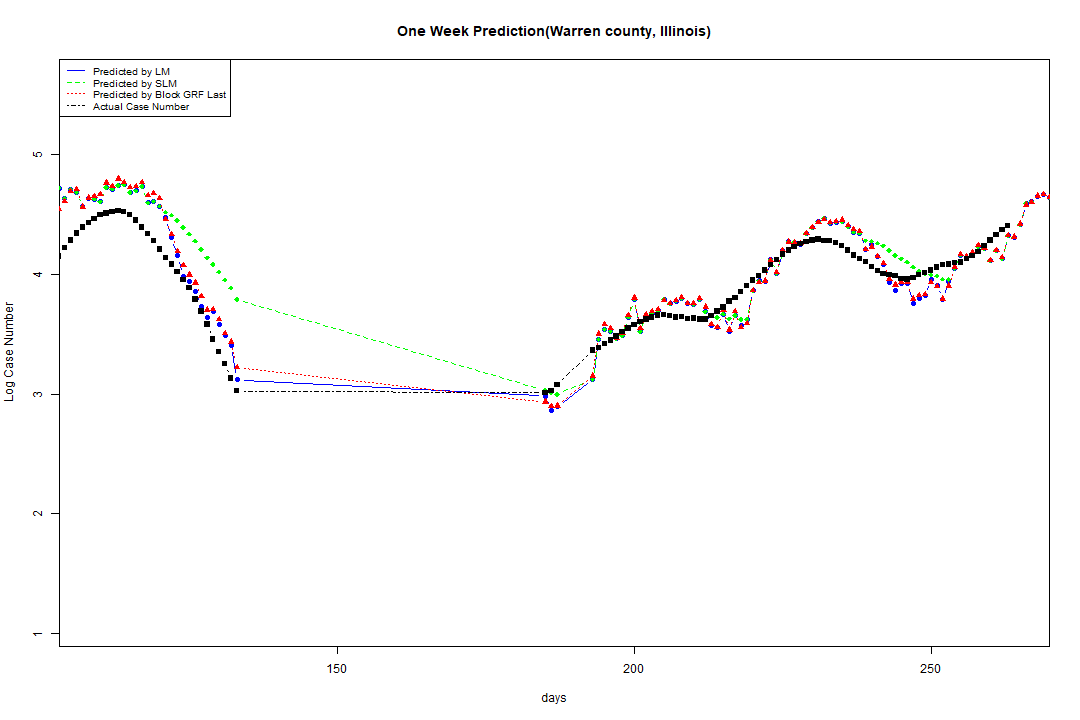 One Week Prediction(Warren county, Illinois)
Predicted by LM
Predicted by SLM
Predicted by Block GRF Last
Actual Case Number
5
4
3
2
1
Log Case Number
150 200 250
days